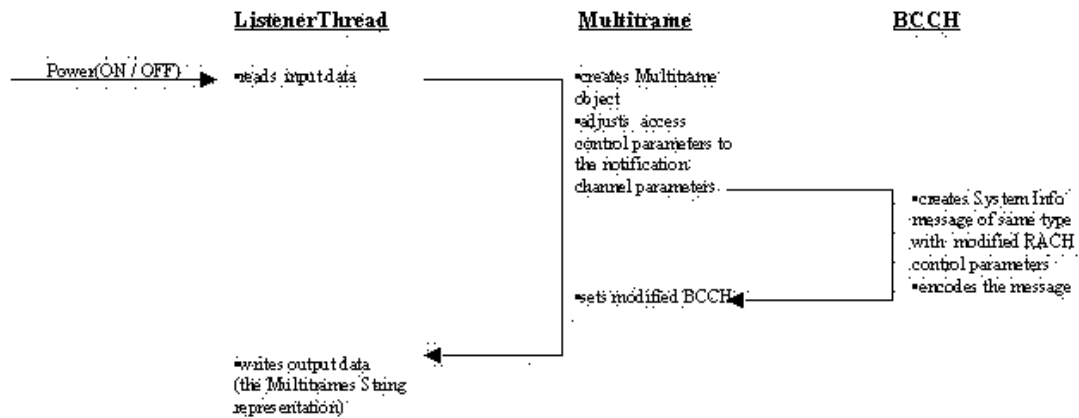 ListenerThread
Multiframe
BCCH
Power(ON / OFF)
•reads input data
•creates Multiframe
object
•adjusts access
control parameters to
the notification
channel parameters
•creates System Info
message of same type
with modified RACH
control parameters
•encodes the message
•sets modified BCCH
•writes output data
(the Multiframes String
representation)